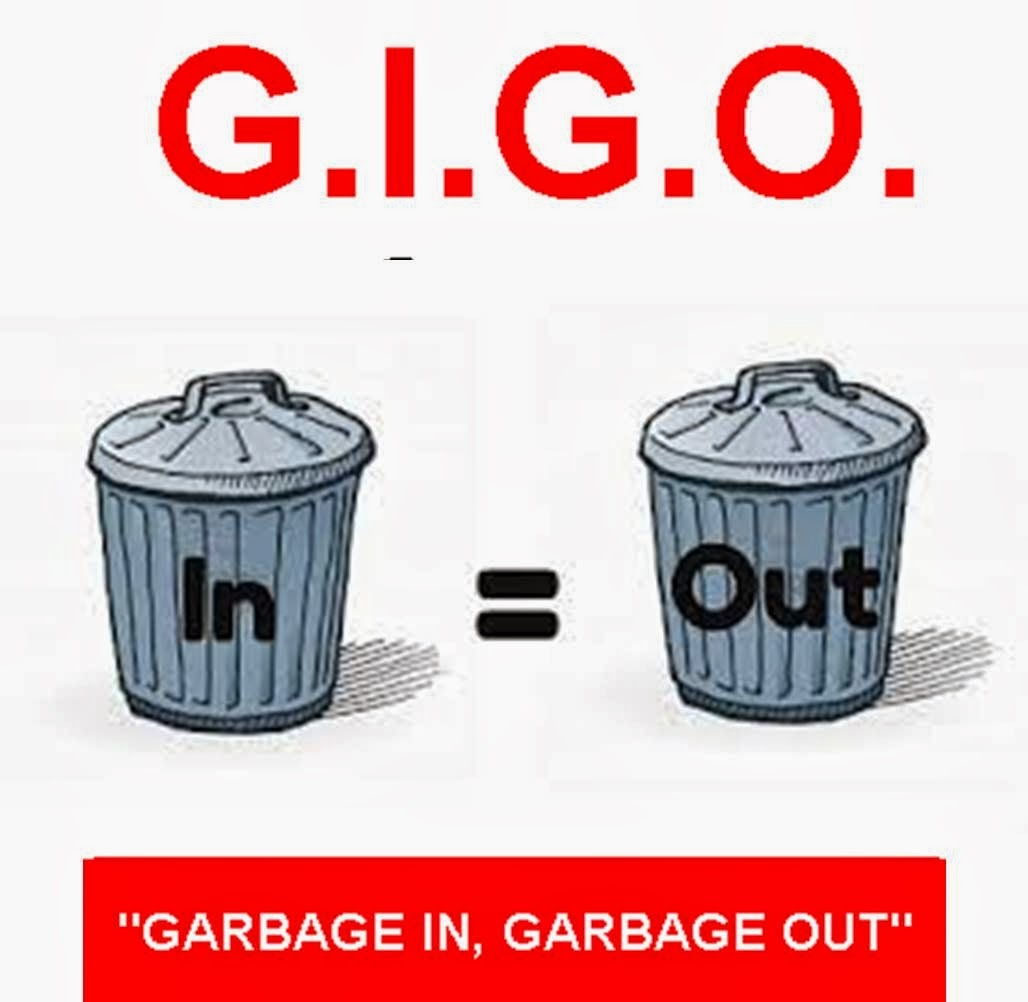 G.I.G.O.
In = Out
"GARBAGE IN, GARBAGE OUT"